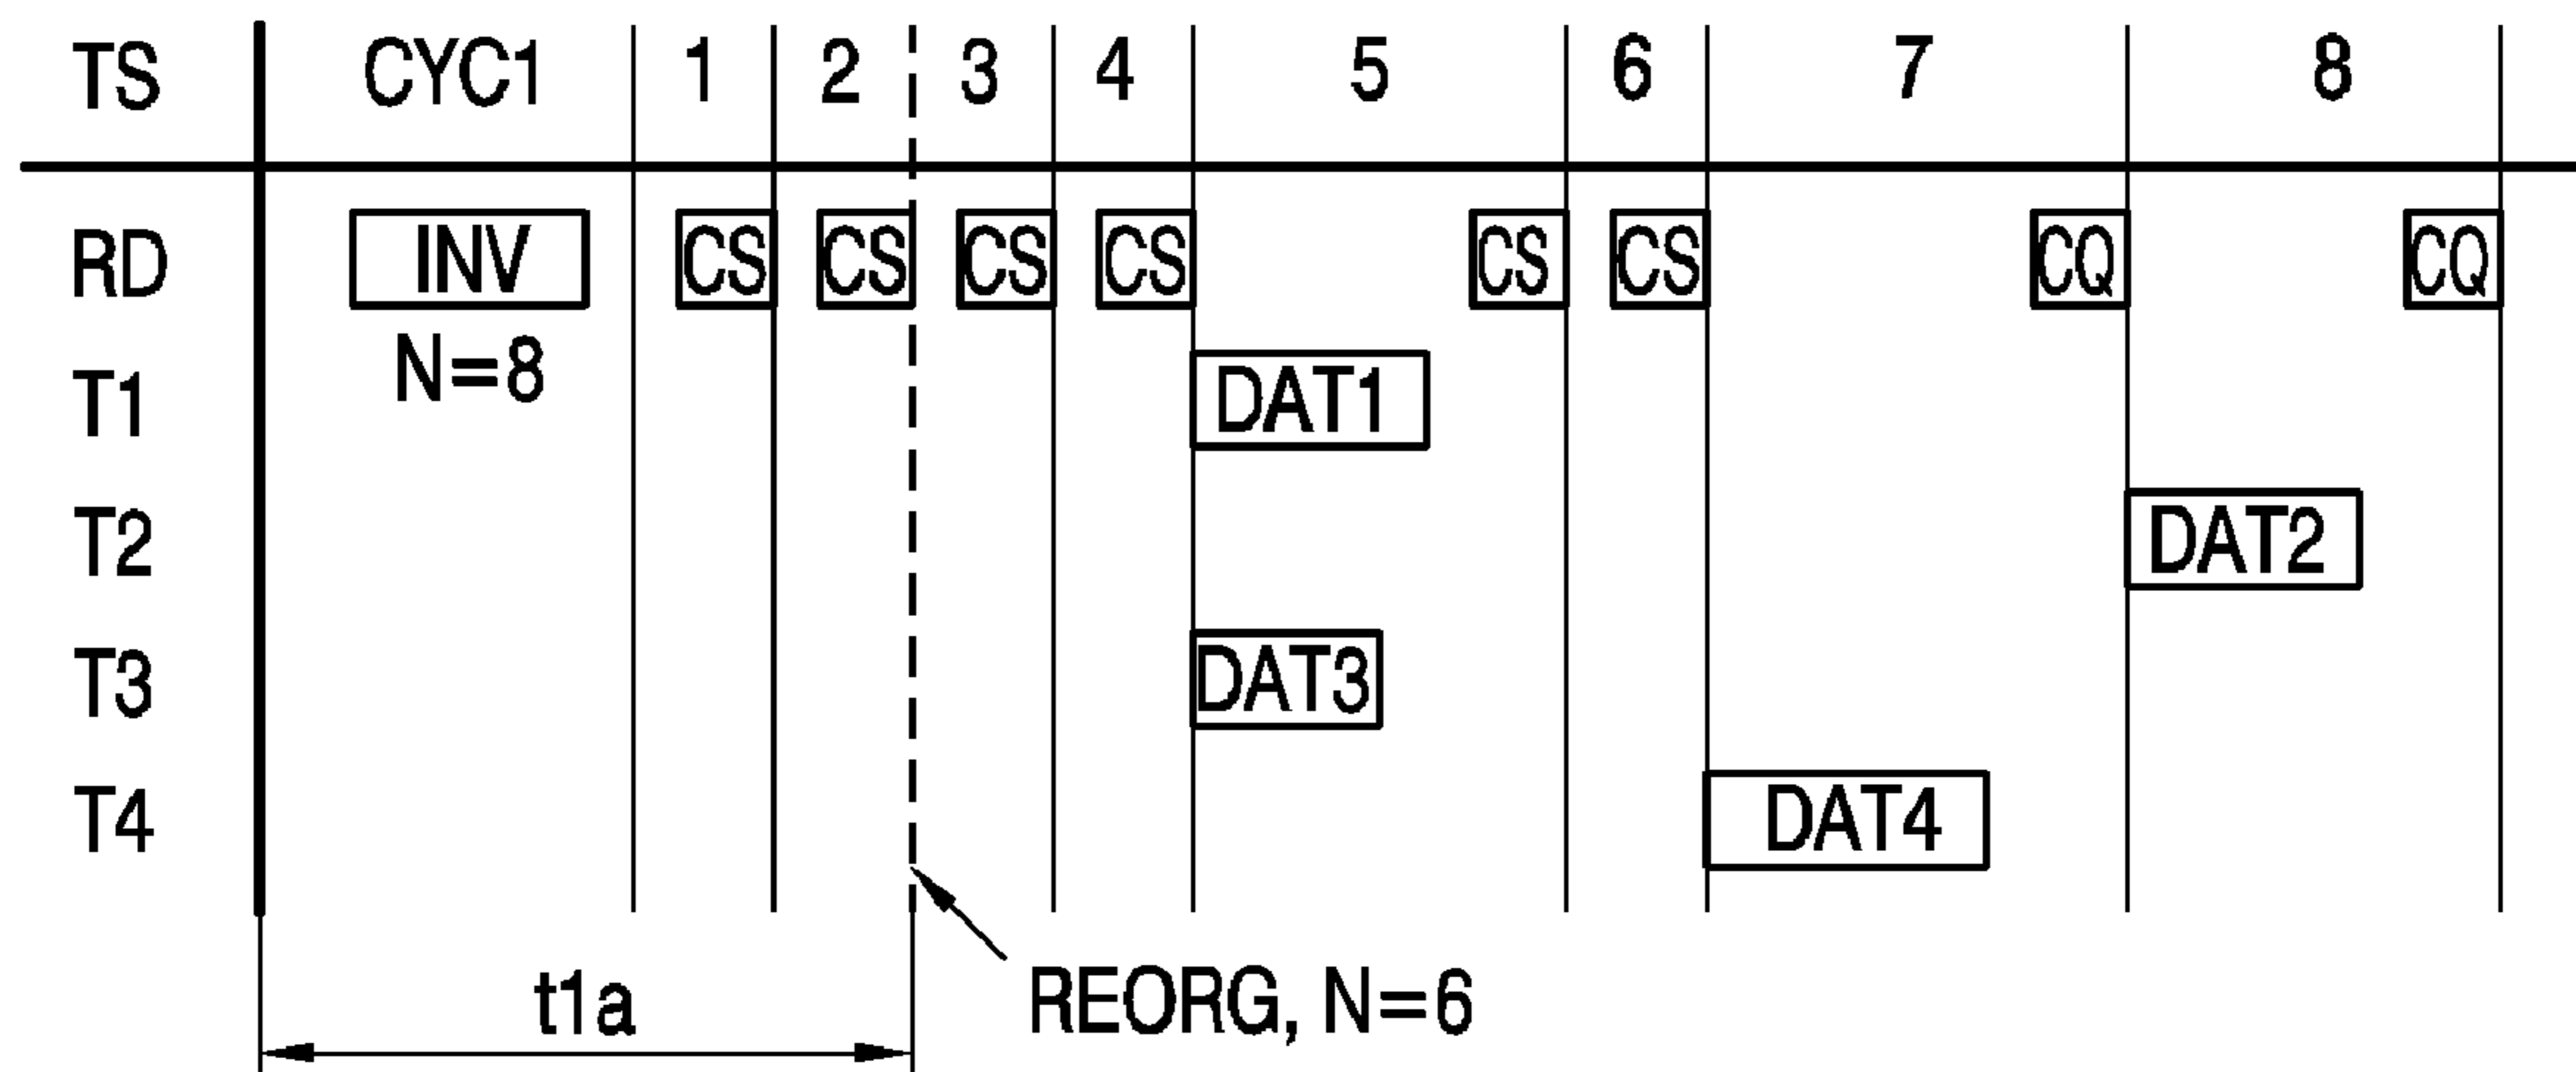 TS CYC1 1 2 3 4 5 6 7 8
RD INV CS CS CS CS CS CS CQ CQ
N=8
T1 DAT1
T2 DAT2
T3 DAT3
T4 DAT4
t1a REORG, N=6